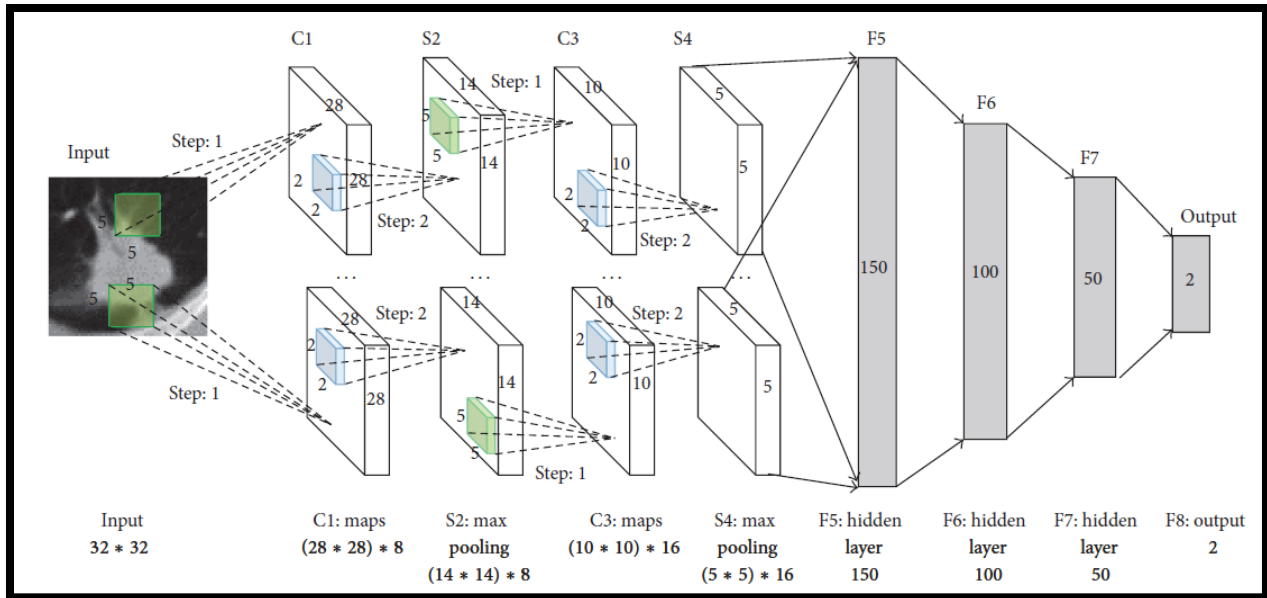 C1
S2
C3
S4
F5
F6
F7
Input
Output
Step: 1
5
5
5
5
Step: 1
28
28
2
2
Step: 2
14
14
5
5
Step: 1
10
10
2
2
Step: 2
5
5
...
...
...
...
28
28
2
2
Step: 2
14
14
5
5
Step: 1
10
10
2
2
Step: 2
5
5
150
100
50
2
Input
32 * 32
C1: maps
(28 * 28) * 8
S2: max
pooling
(14 * 14) * 8
C3: maps
(10 * 10) * 16
S4: max
pooling
(5 * 5) * 16
F5: hidden
layer
150
F6: hidden
layer
100
F7: hidden
layer
50
F8: output
2